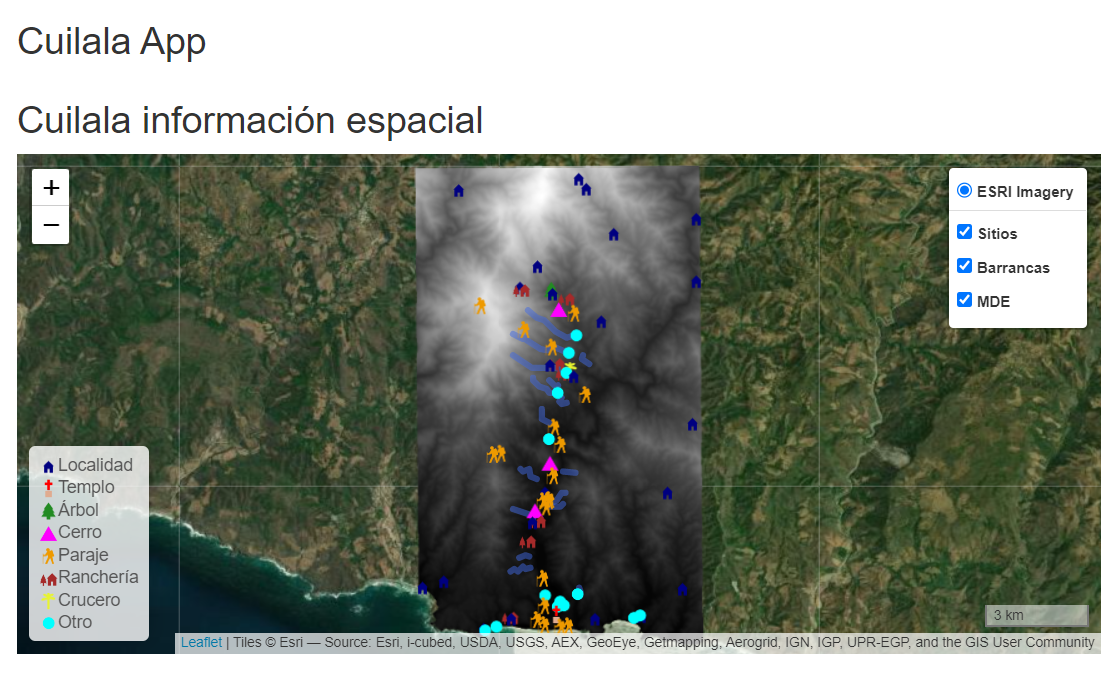 Cuilala App
Cuilala información espacial
+
−
ESRI Imagery
Sitios
Barrancas
MDE
Localidad
Templo
Árbol
Cerro
Paraje
Ranchería
Crucero
Otro
3 km
Leaflet | Tiles © Esri — Source: Esri, i-cubed, USDA, USGS, AEX, GeoEye, Getmapping, Aerogrid, IGN, IGP, UPR-EGP, and the GIS User Community